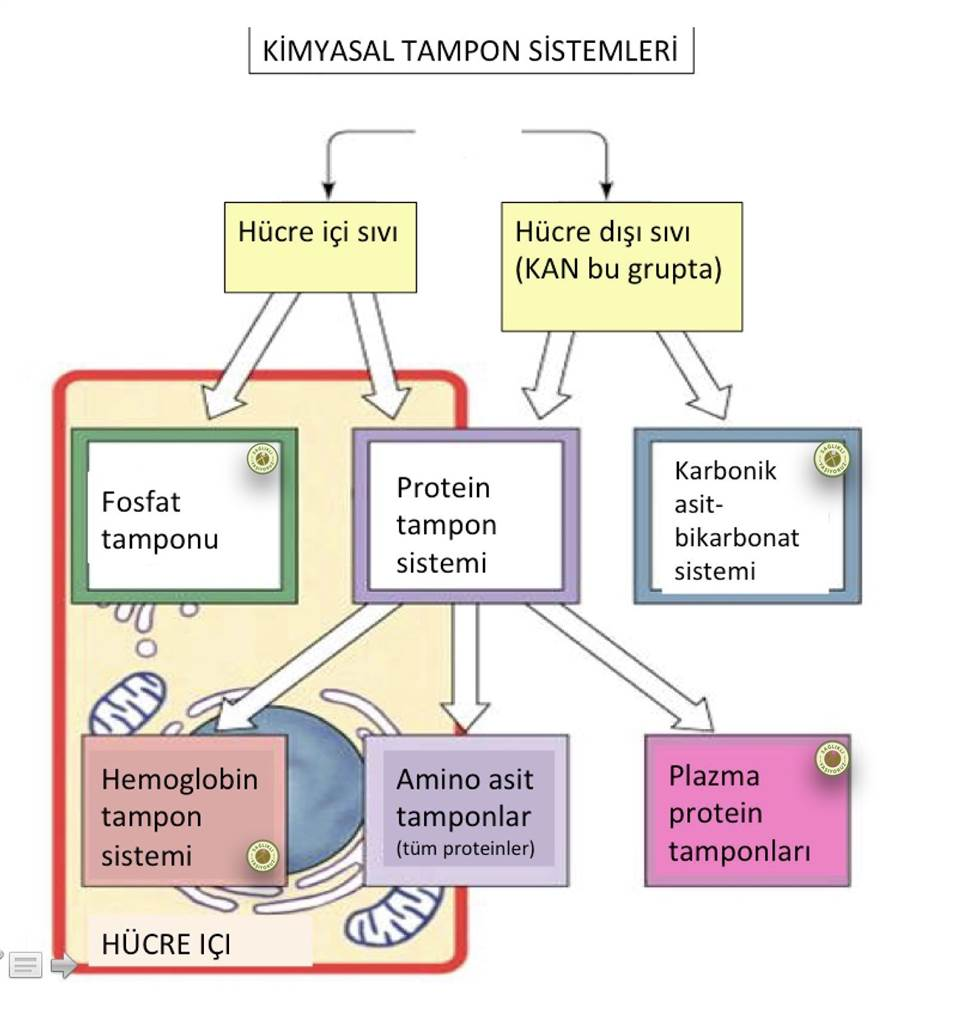 KİMYASAL TAMPON SİSTEMLERİ
Hücre içi sıvı
Hücre dışı sıvı
(KAN bu grupta)
Fosfat
tamponu
Protein
tampon
sistemi
Karbonik
asit-
bikarbonat
sistemi
Hemoglobin
tampon
sistemi
Amino asit
tamponlar
(tüm proteinler)
Plazma
protein
tamponları
HÜCRE IÇI